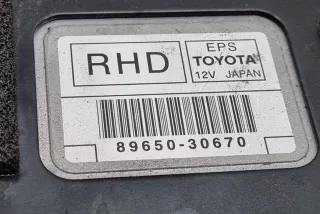 RHD
EPS
TOYOTA
12V JAPAN
89650-30670